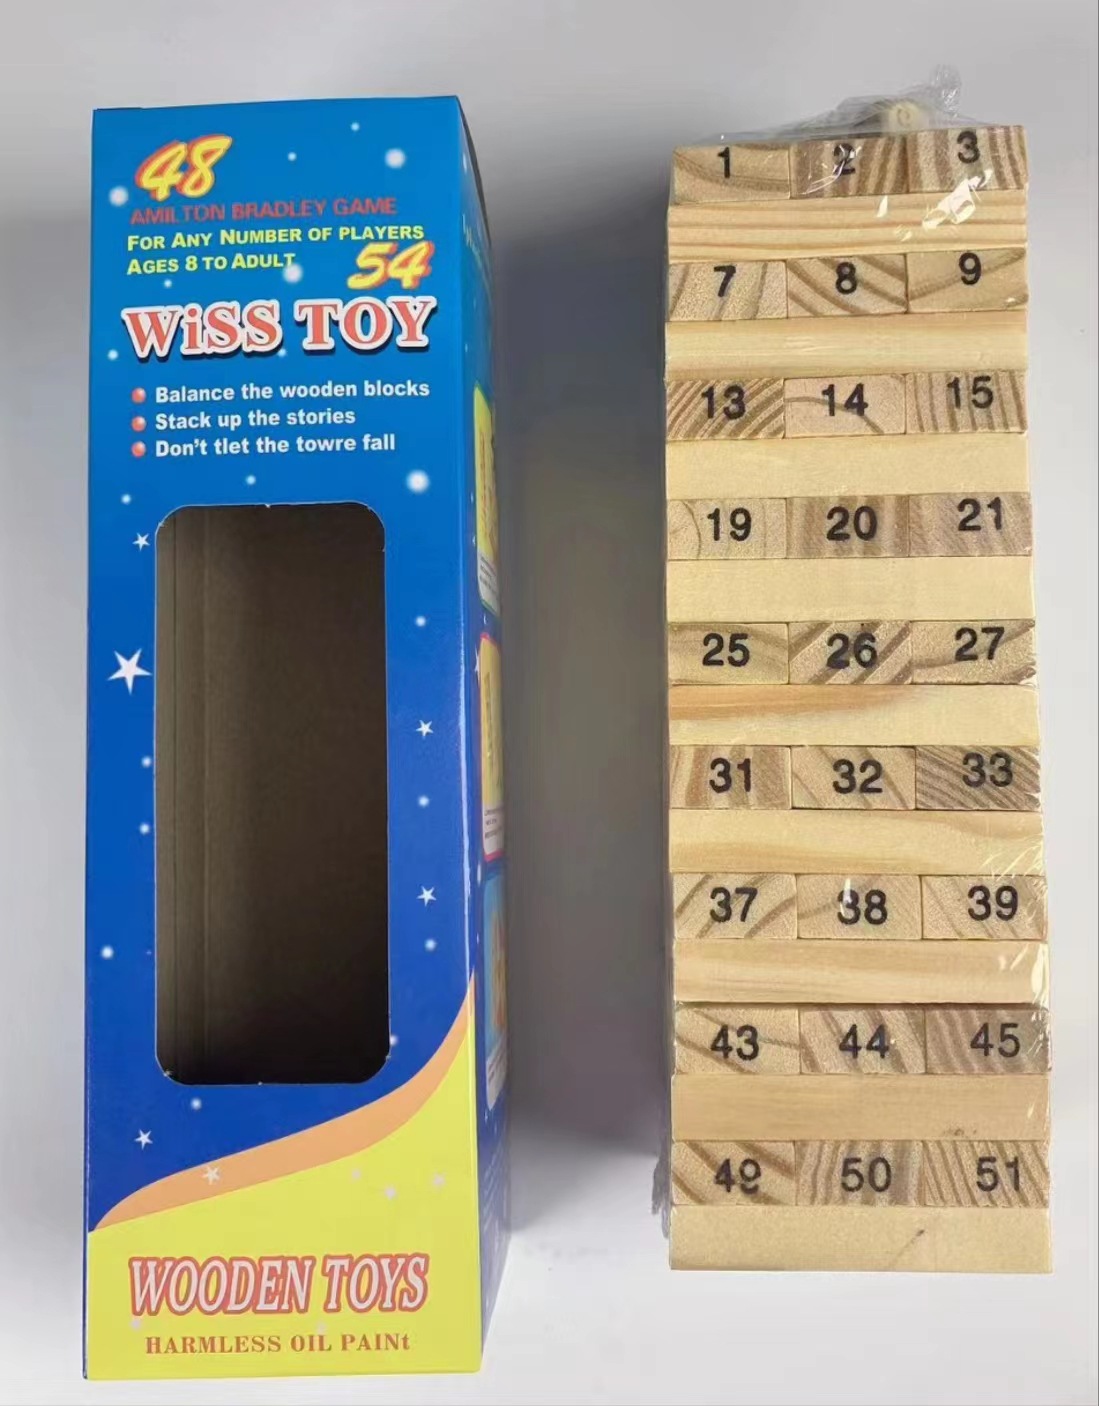 48
AMILTON BRADLEY GAME
FOR ANY NUMBER OF PLAYERS
AGES 8 TO ADULT
54
WiSS TOY
Balance the wooden blocks
Stack up the stories
Don't tlet the towre fall
WOODEN TOYS
HARMLESS OIL PAINt
1 2 3
7 8 9
13 14 15
19 20 21
25 26 27
31 32 33
37 38 39
43 44 45
49 50 51